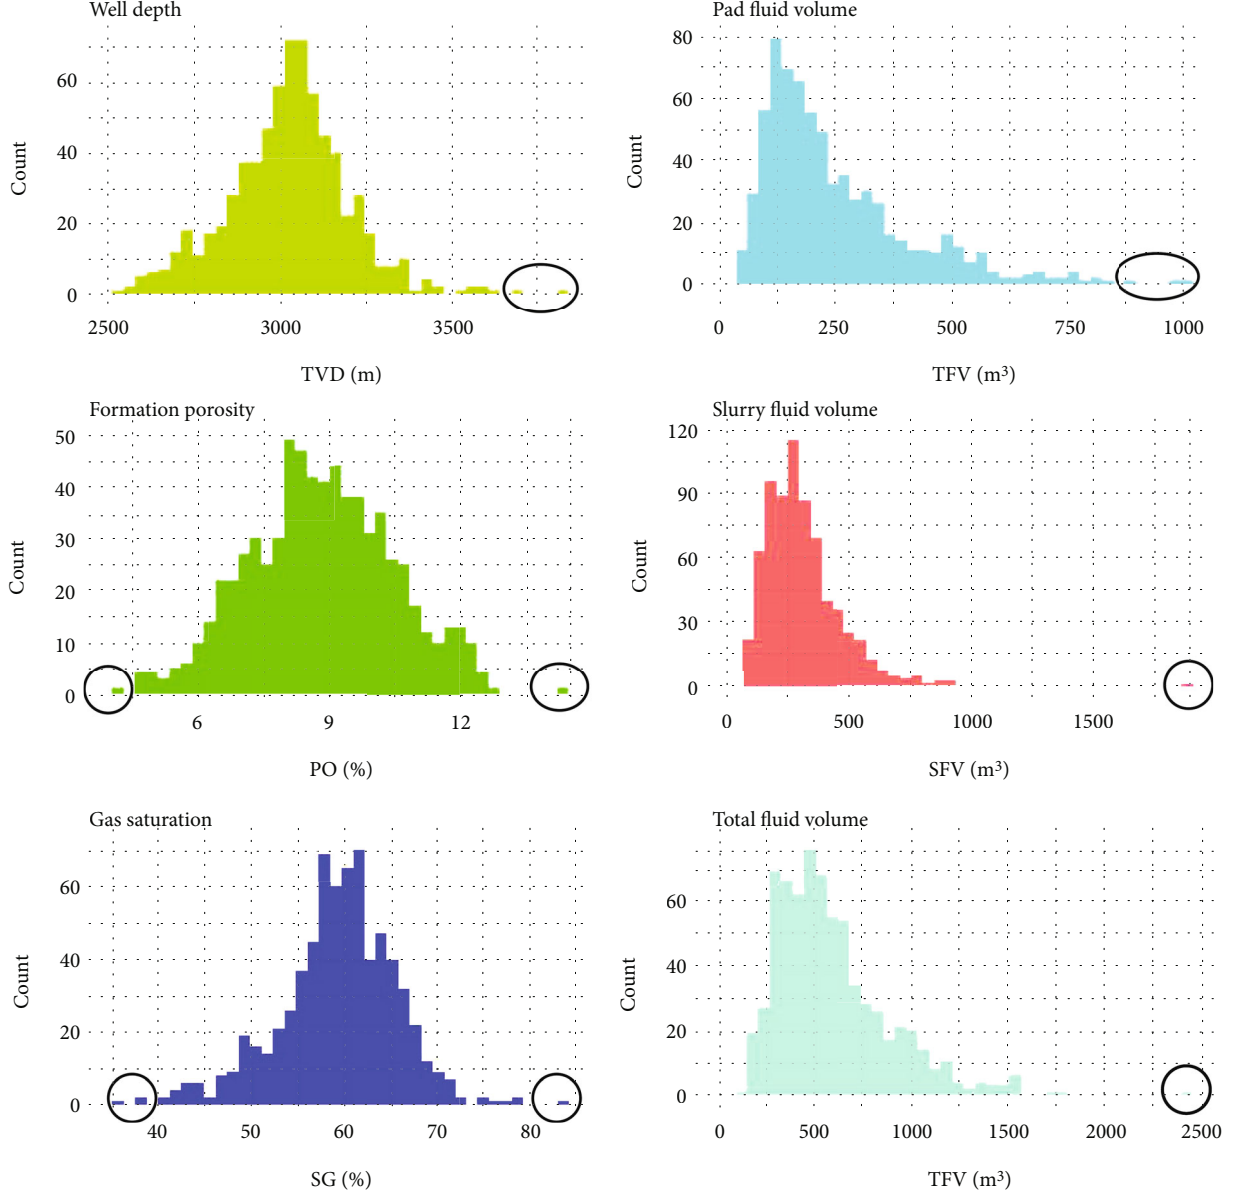 Well depth
Count
60
40
20
0
2500 3000 3500
TVD (m)
Pad fluid volume
Count
80
60
40
20
0
0 250 500 750 1000
TFV (m³)
Formation porosity
Count
50
40
30
20
10
0
6 9 12
PO (%)
Slurry fluid volume
Count
120
90
60
30
0
0 500 1000 1500
SFV (m³)
Gas saturation
Count
60
40
20
0
40 50 60 70 80
SG (%)
Total fluid volume
Count
60
40
20
0
0 500 1000 1500 2000 2500
TFV (m³)